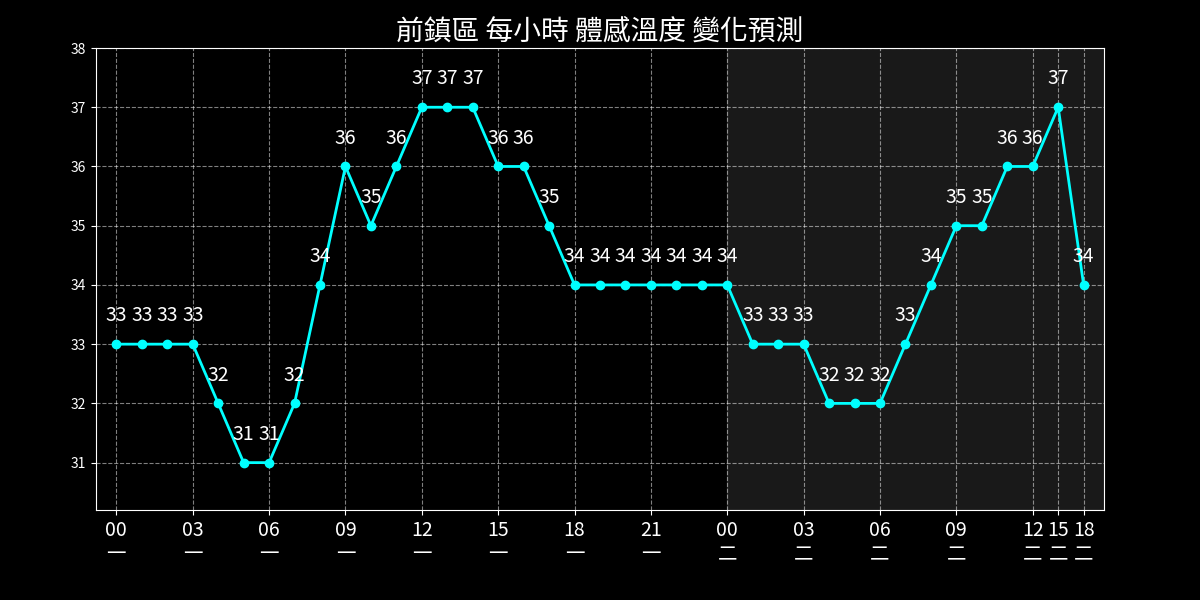 前鎮區 每小時 體感溫度 變化預測
38
37
36
35
34
33
32
31
37 37 37 37
36 36 36 36 36 36
35 35 35 35
34 34 34 34 34 34 34 34 34 34
33 33 33 33 33 33 33 33
32 32 32 32 32
31 31
00 03 06 09 12 15 18 21 00 03 06 09 12 15 18
一 一 一 一 一 一 一 一 二 二 二 二 二 二 二